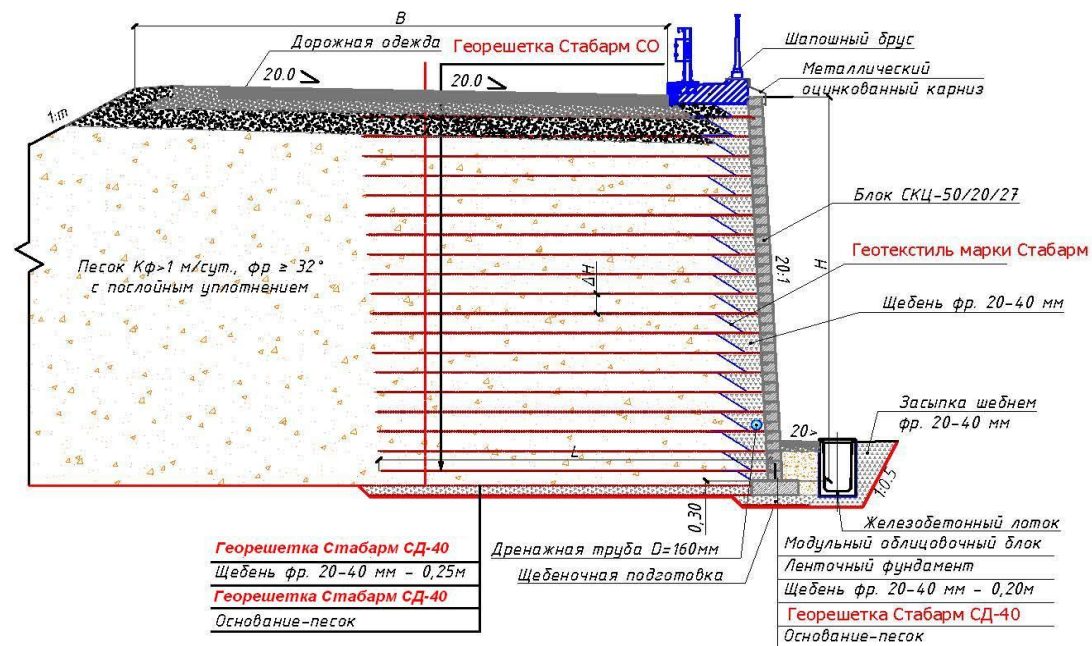 B
Дорожная одежда
Георешетка Стабарм СО
Шапошный брус
20.0
20.0
Металлический
оцинкованный карниз
1:m
Блок СКЦ-50/20/27
Геотекстиль марки Стабарм
Песок Кф>1 м/сут., φр ≥ 32°
с послойным уплотнением
ΔH
20:1
H
Щебень фр. 20-40 мм
Засыпка шебнем
фр. 20-40 мм
20>
L
1:0.5
0,30
Железобетонный лоток
Георешетка Стабарм СД-40
Щебень фр. 20-40 мм - 0,25м
Георешетка Стабарм СД-40
Основание-песок
Дренажная труба D=160мм
Щебеночная подготовка
Модульный облицовочный блок
Ленточный фундамент
Щебень фр. 20-40 мм - 0,20м
Георешетка Стабарм СД-40
Основание-песок